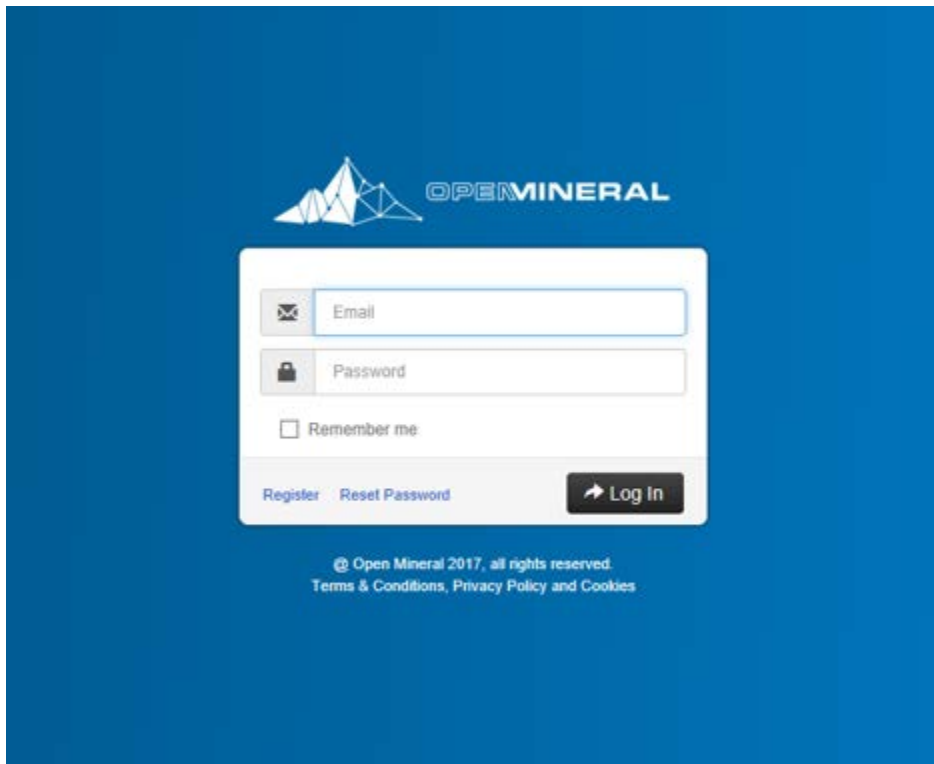 OPENMINERAL
Email
Password
Remember me
Register Reset Password Log In
@ Open Mineral 2017, all rights reserved.
Terms & Conditions, Privacy Policy and Cookies